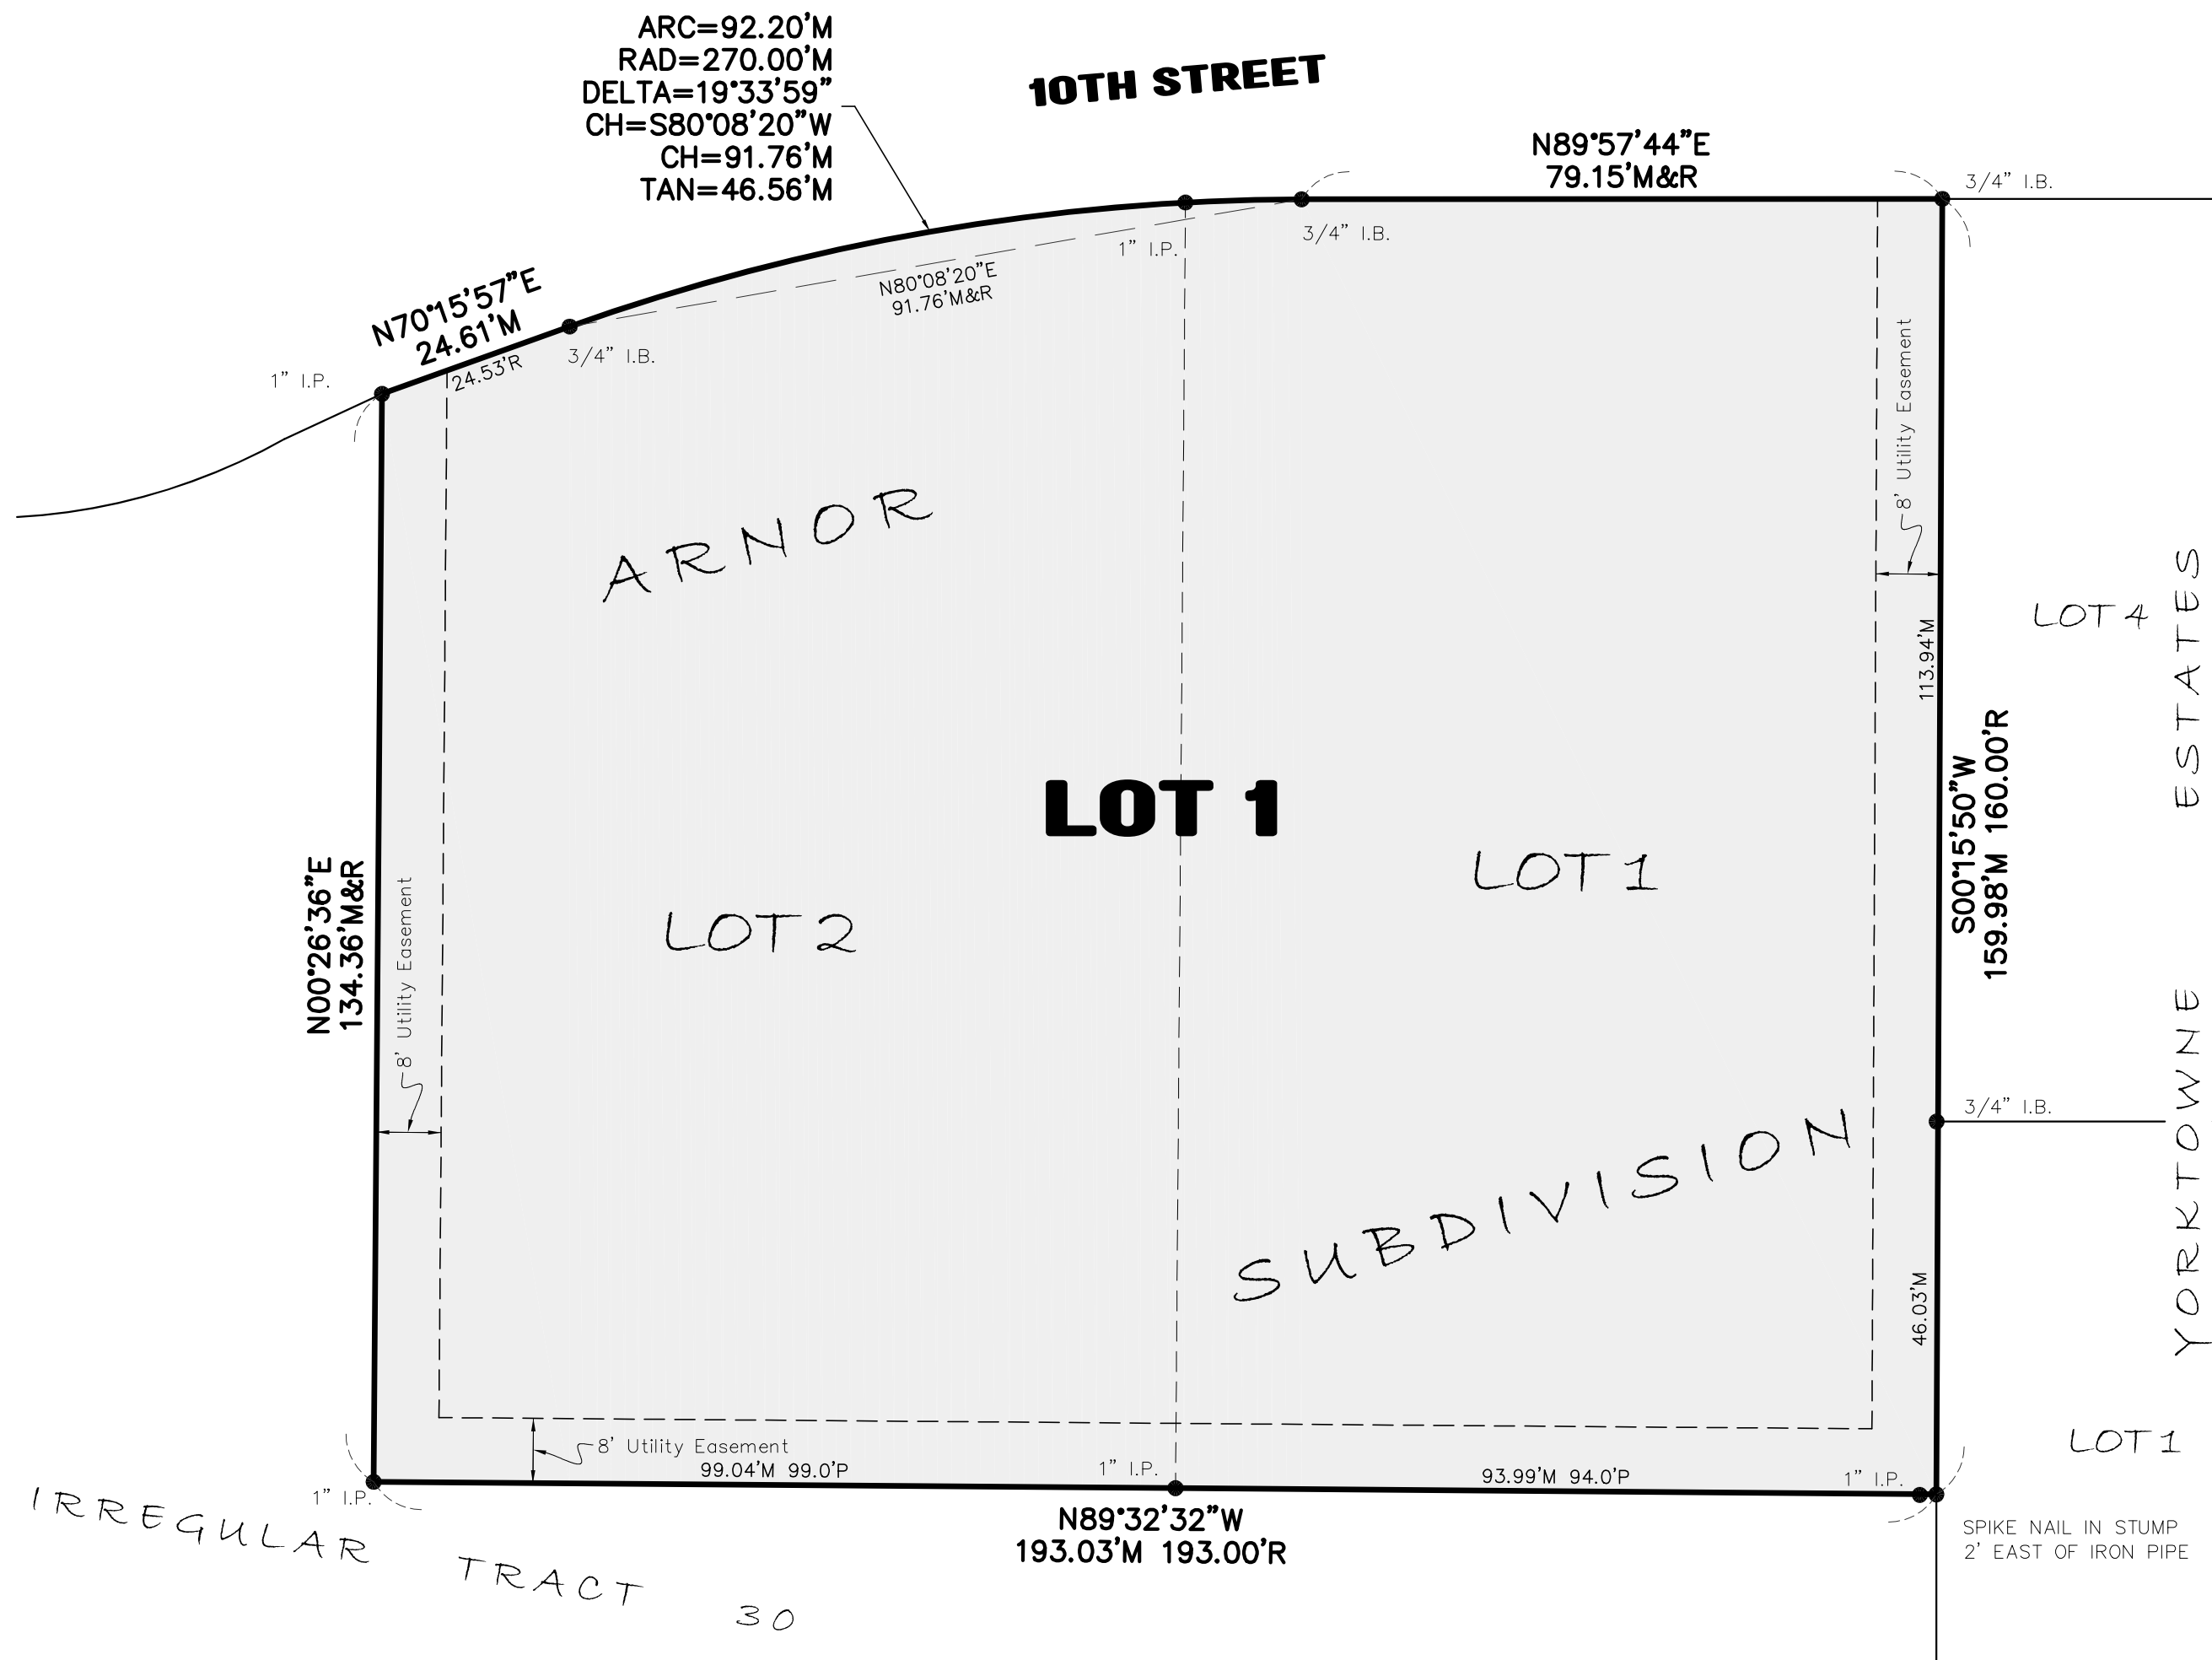 ARC=92.20'M
RAD=270.00'M
DELTA=19°33'59"
CH=S80°08'20"W
CH=91.76'M
TAN=46.56'M
10TH STREET
N89°57'44"E
79.15'M&R
3/4" I.B.
3/4" I.B.
1" I.P.
N80°08'20"E
91.76'M&R
N70°15'57"E
24.61'M
24.53'R
3/4" I.B.
1" I.P.
8' Utility Easement
ARNOR
LOT 4
ESTATES
113.94'M
S00°15'50"W
159.98'M 160.00'R
LOT 1
LOT 1
LOT 2
N00°26'36"E
134.36'M&R
8' Utility Easement
YORKTOWNE
3/4" I.B.
SUBDIVISION
46.03'M
LOT 1
8' Utility Easement
99.04'M 99.0'P
1" I.P.
93.99'M 94.0'P
1" I.P.
1" I.P.
N89°32'32"W
193.03'M 193.00'R
SPIKE NAIL IN STUMP
2' EAST OF IRON PIPE
IRREGULAR TRACT 30